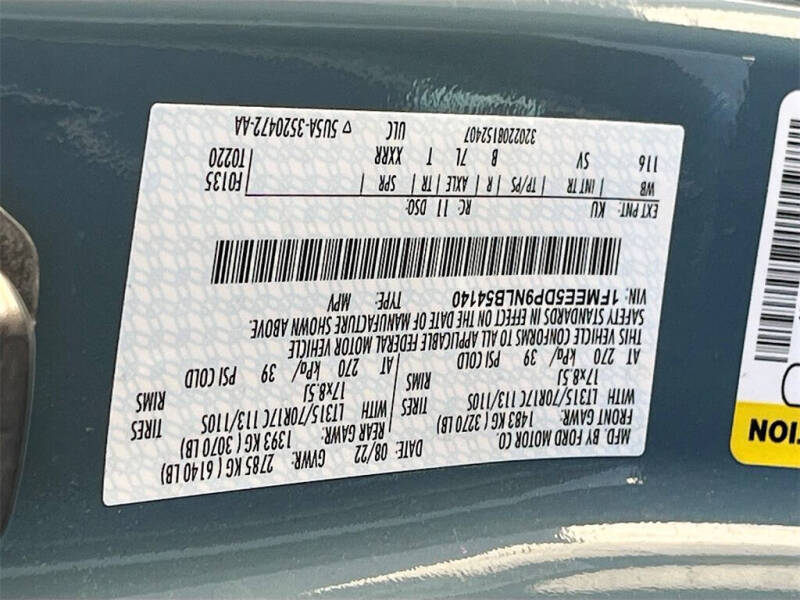 MFD. BY FORD MOTOR CO.
DATE: 08/22 GVWR: 2785 KG ( 6140 LB)
FRONT GAWR: REAR GAWR: 1393 KG ( 3070 LB)
1483 KG ( 3270 LB)
WITH LT315/70R17C 113/110S TIRES WITH LT315/70R17C 113/110S TIRES
17x8.5J RIMS 17x8.5J RIMS
AT 270 kPa/ 39 PSI COLD AT 270 kPa/ 39 PSI COLD
THIS VEHICLE CONFORMS TO ALL APPLICABLE FEDERAL MOTOR VEHICLE
SAFETY STANDARDS IN EFFECT ON THE DATE OF MANUFACTURE SHOWN ABOVE.
VIN: 1FMEE5DP9NLB54140 TYPE: MPV
EXT PNT: KU RC: 11 DSO: F0135
WB INT TR TP/PS R AXLE TR SPR T0220
116 SV B 7L T XXRR
3202208152407 ULC ▽ 5U5A-3520472-AA
TION